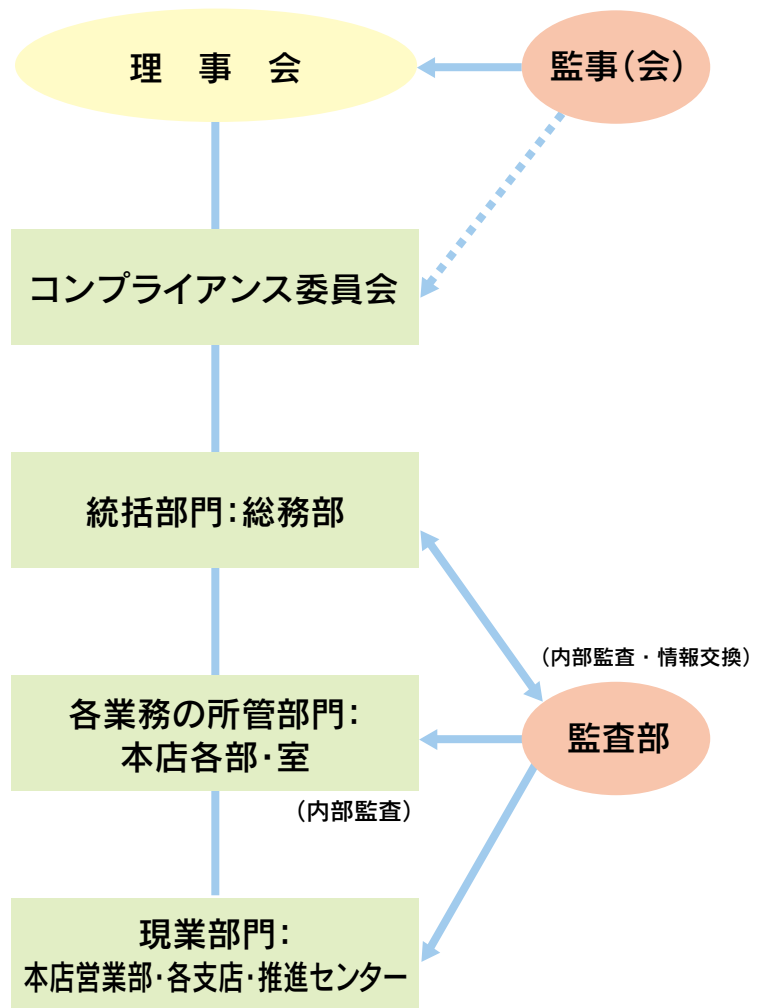 理　事　会
監事（会）
コンプライアンス委員会
統括部門：総務部
（内部監査・情報交換）
各業務の所管部門：
本店各部・室
監査部
（内部監査）
現業部門：
本店営業部・各支店・推進センター